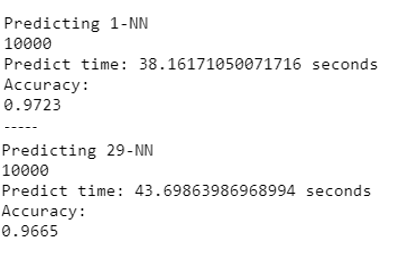 Predicting 1-NN
10000
Predict time: 38.16171050071716 seconds
Accuracy:
0.9723
-----
Predicting 29-NN
10000
Predict time: 43.69863986968994 seconds
Accuracy:
0.9665